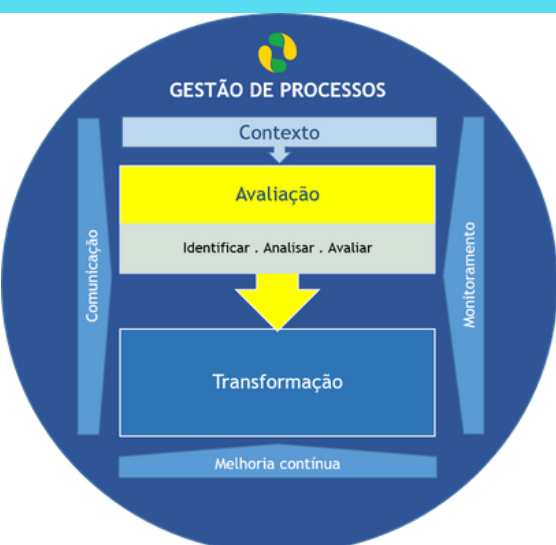 GESTÃO DE PROCESSOS
Contexto
Avaliação
Identificar . Analisar . Avaliar
Comunicação
Monitoramento
Transformação
Melhoria contínua